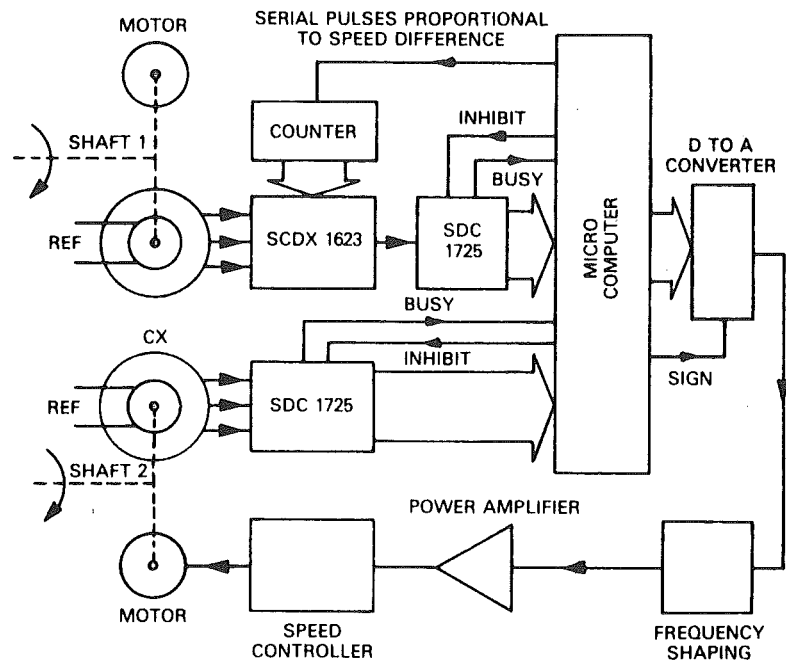 MOTOR
SERIAL PULSES PROPORTIONAL
TO SPEED DIFFERENCE
SHAFT 1
COUNTER
INHIBIT
BUSY
D TO A
CONVERTER
REF
SCDX 1623
SDC
1725
MICRO
COMPUTER
BUSY
CX
INHIBIT
REF
SDC 1725
SIGN
SHAFT 2
POWER AMPLIFIER
MOTOR
SPEED
CONTROLLER
FREQUENCY
SHAPING